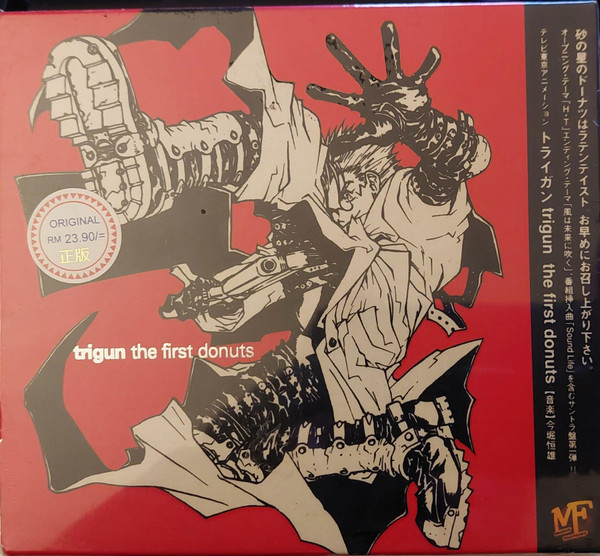 ORIGINAL
RM 23.90/=
正版
trigun the first donuts
砂の星のドーナツはラテンテイスト お早めにお召し上がり下さい。
オープニング・テーマ「H.T」エンディング・テーマ「風は未来に吹く」、番組挿入曲「Sound Life」を含むサントラ盤第一弾!!
テレビ東京アニメーション トライガン trigun the first donuts【音楽】今堀恒雄
MF